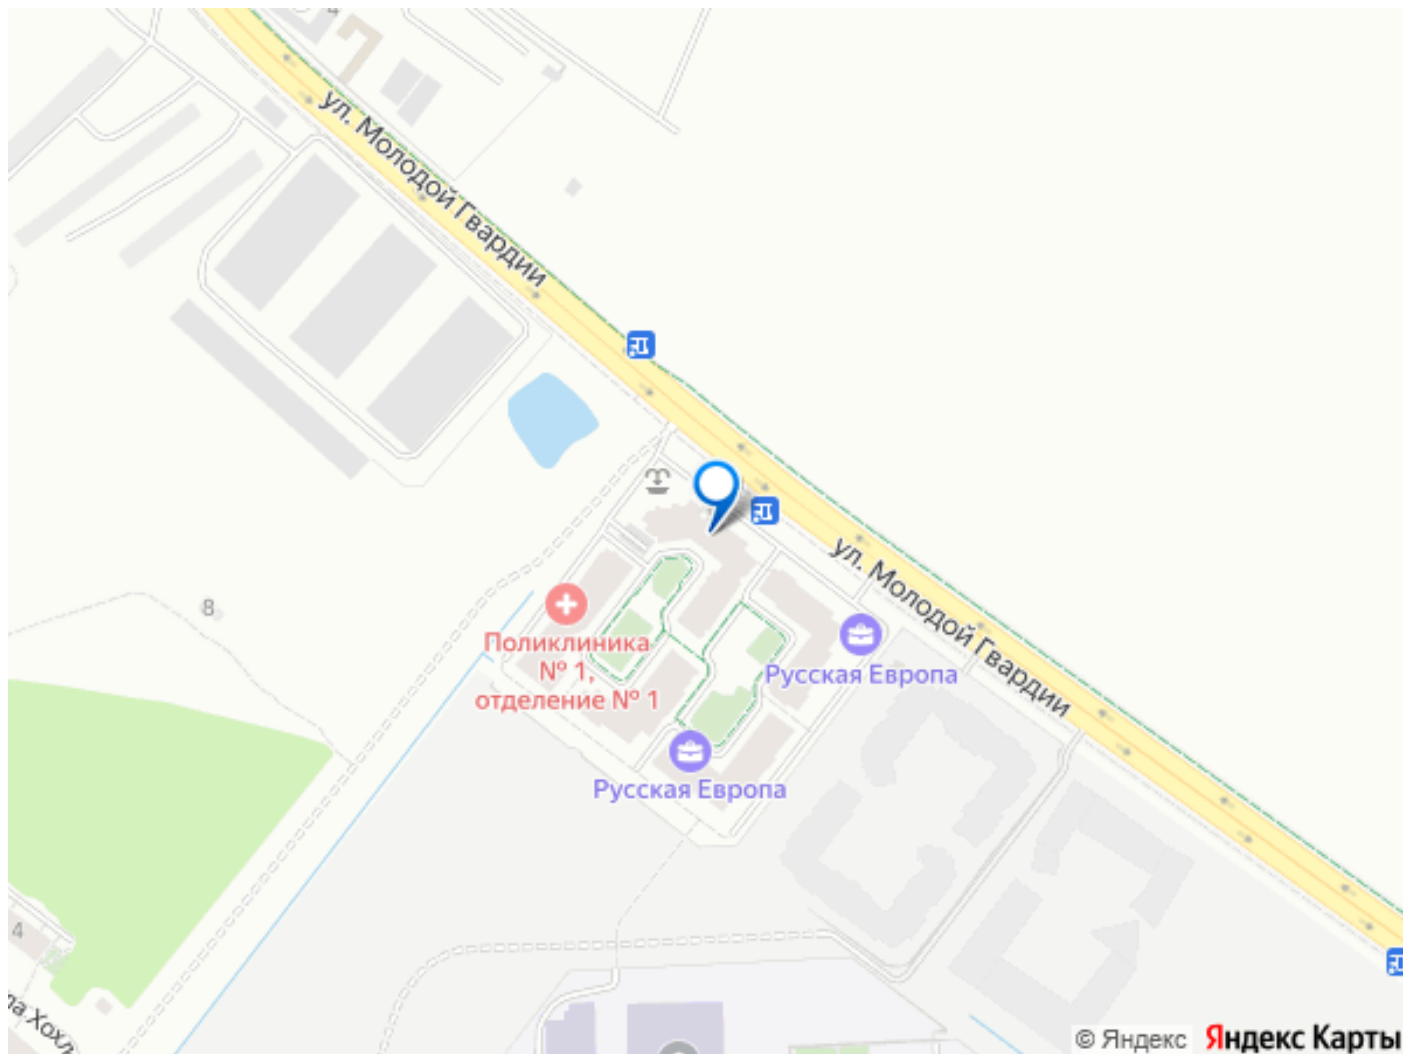 4
ул. Молодой Гвардии
8
Поликлиника
№ 1,
отделение № 1
Русская Европа
ул. Молодой Гвардии
Русская Европа
4
© Яндекс Яндекс Карты